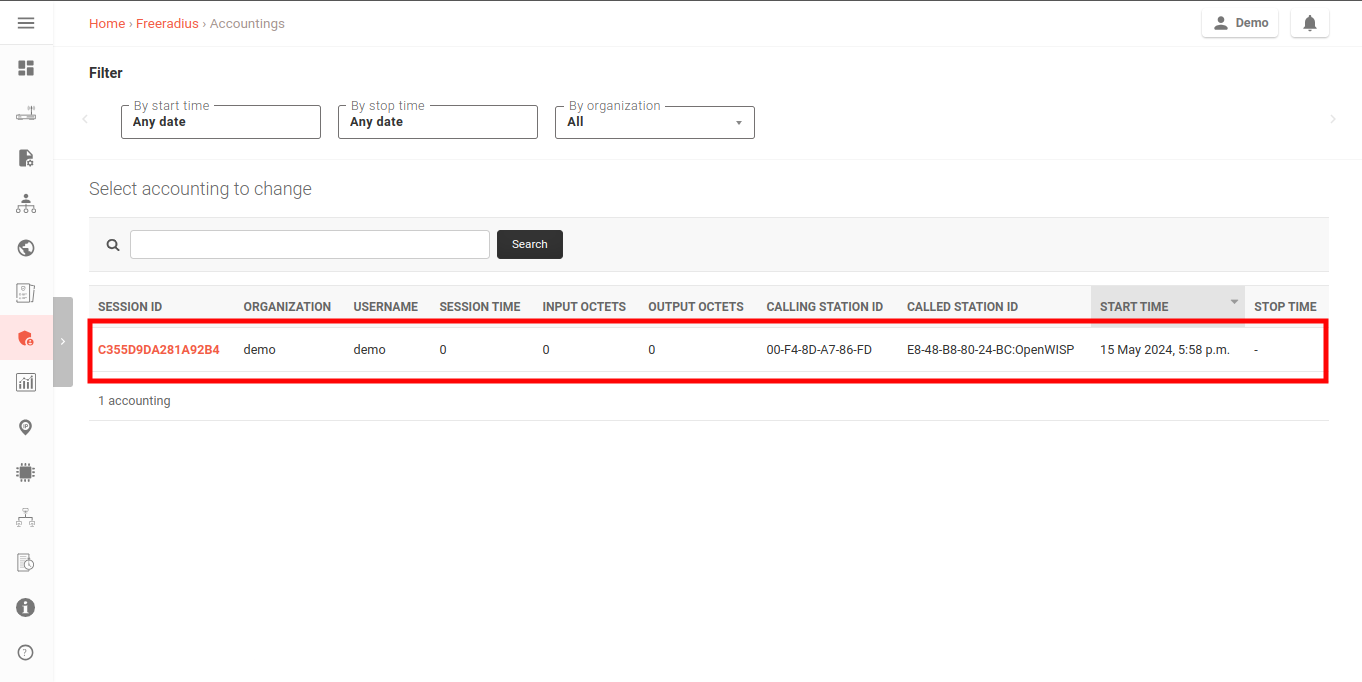 Home › Freeradius › Accountings
Demo
Filter
By start time
Any date
By stop time
Any date
By organization
All
Select accounting to change
Search
SESSION ID ORGANIZATION USERNAME SESSION TIME INPUT OCTETS OUTPUT OCTETS CALLING STATION ID CALLED STATION ID START TIME STOP TIME
C355D9DA281A92B4 demo demo 0 0 0 00-F4-8D-A7-86-FD E8-48-B8-80-24-BC:OpenWISP 15 May 2024, 5:58 p.m. -
1 accounting